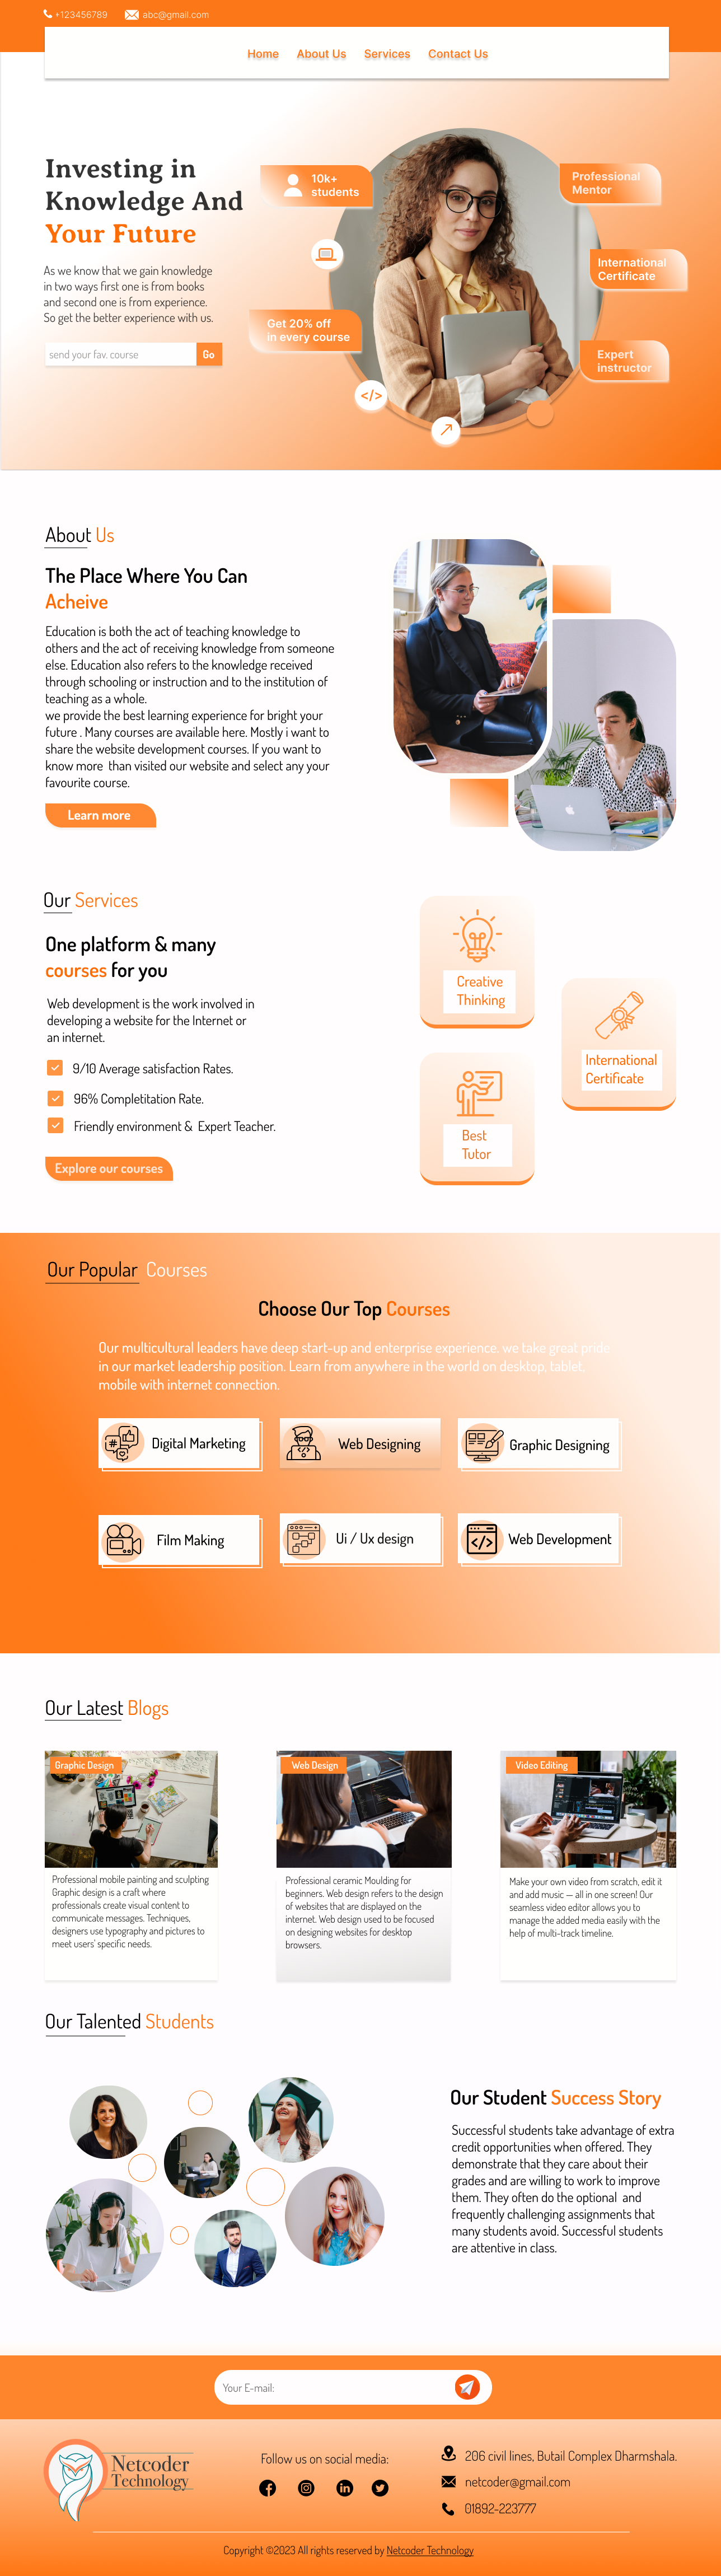 +123456789 abc@gmail.com
Home About Us Services Contact Us
Investing in
Knowledge And
Your Future
As we know that we gain knowledge
in two ways first one is from books
and second one is from experience.
So get the better experience with us.
send your fav. course Go
10k+
students
Get 20% off
in every course
</>
Professional
Mentor
International
Certificate
Expert
instructor
About Us
The Place Where You Can
Acheive
Education is both the act of teaching knowledge to
others and the act of receiving knowledge from someone
else. Education also refers to the knowledge received
through schooling or instruction and to the institution of
teaching as a whole.
we provide the best learning experience for bright your
future . Many courses are available here. Mostly i want to
share the website development courses. If you want to
know more than visited our website and select any your
favourite course.
Learn more
Our Services
One platform & many
courses for you
Web development is the work involved in
developing a website for the Internet or
an internet.
9/10 Average satisfaction Rates.
96% Completitation Rate.
Friendly environment & Expert Teacher.
Explore our courses
Creative
Thinking
International
Certificate
Best
Tutor
Our Popular Courses
Choose Our Top Courses
Our multicultural leaders have deep start-up and enterprise experience. we take great pride
in our market leadership position. Learn from anywhere in the world on desktop, tablet,
mobile with internet connection.
Digital Marketing
Web Designing
Graphic Designing
Film Making
Ui / Ux design
Web Development
Our Latest Blogs
Graphic Design
Professional mobile painting and sculpting
Graphic design is a craft where
professionals create visual content to
communicate messages. Techniques,
designers use typography and pictures to
meet users' specific needs.
Web Design
Professional ceramic Moulding for
beginners. Web design refers to the design
of websites that are displayed on the
internet. Web design used to be focused
on designing websites for desktop
browsers.
Video Editing
Make your own video from scratch, edit it
and add music — all in one screen! Our
seamless video editor allows you to
manage the added media easily with the
help of multi-track timeline.
Our Talented Students
Our Student Success Story
Successful students take advantage of extra
credit opportunities when offered. They
demonstrate that they care about their
grades and are willing to work to improve
them. They often do the optional and
frequently challenging assignments that
many students avoid. Successful students
are attentive in class.
Your E-mail:
Netcoder
Technology
Follow us on social media:
206 civil lines, Butail Complex Dharmshala.
netcoder@gmail.com
01892-223777
Copyright ©2023 All rights reserved by Netcoder Technology